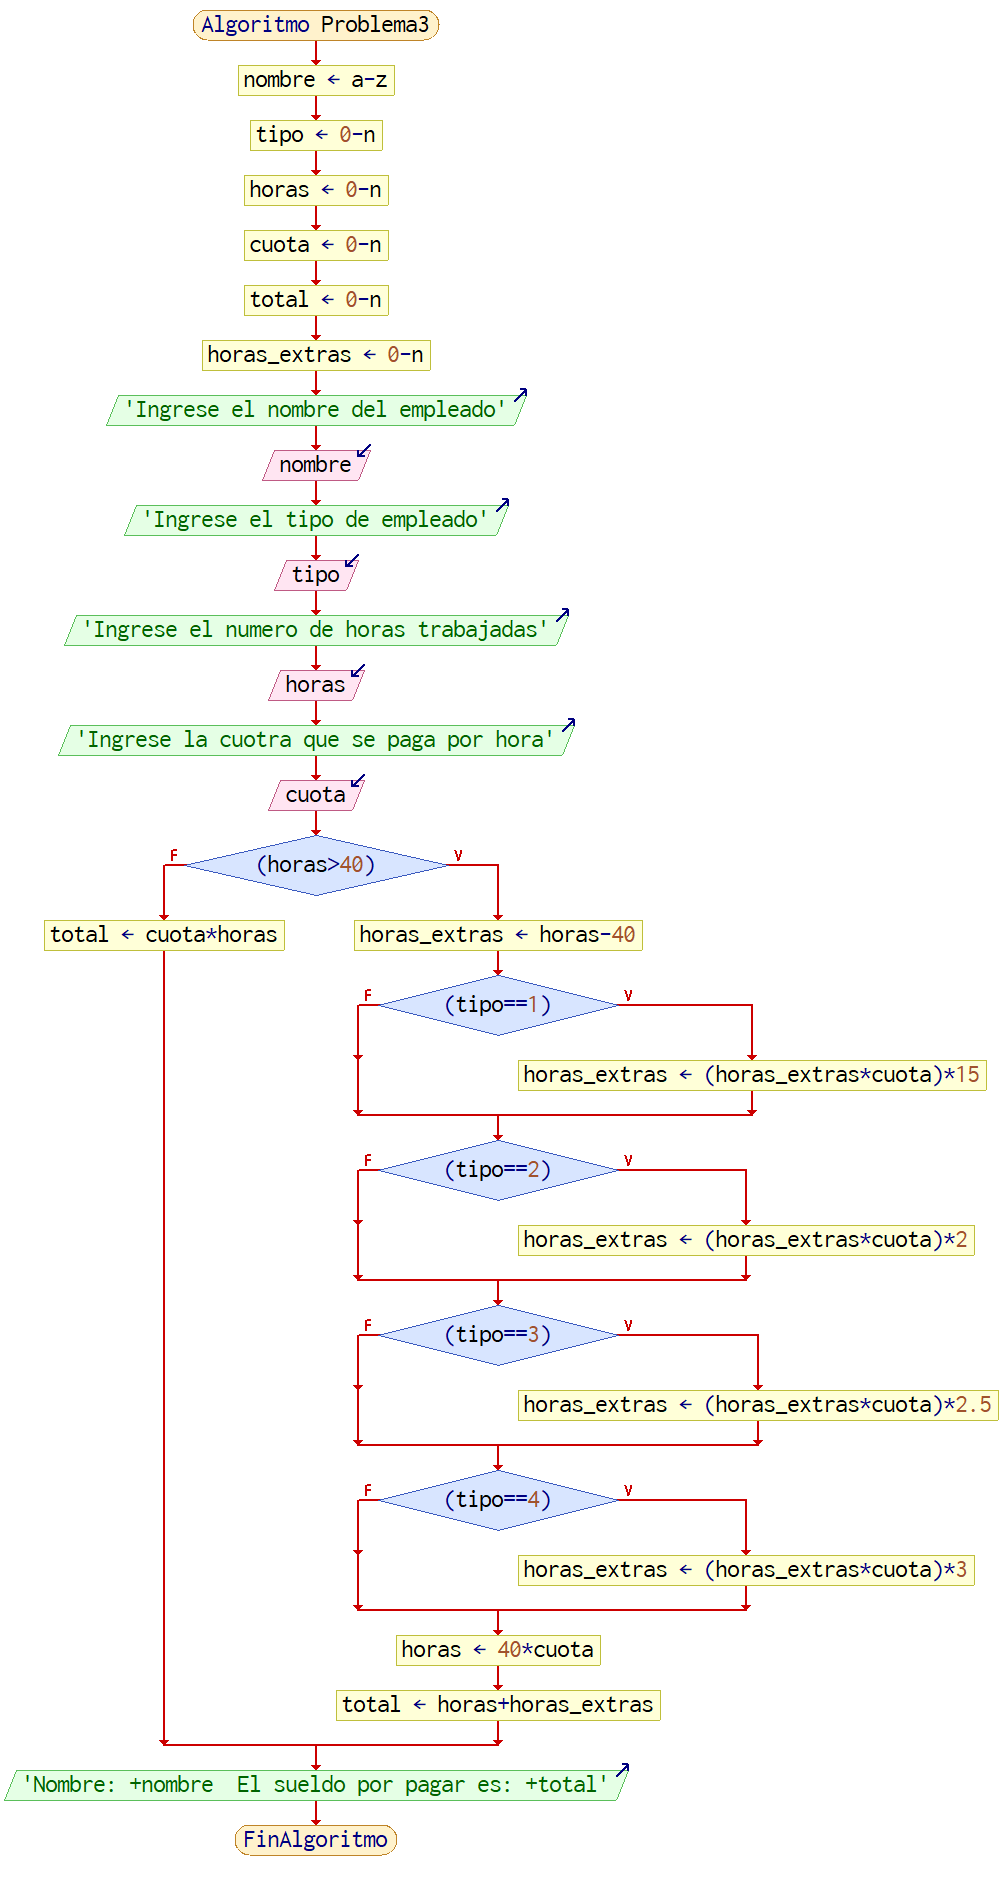 Algoritmo Problema3
nombre ← a-z
tipo ← 0-n
horas ← 0-n
cuota ← 0-n
total ← 0-n
horas_extras ← 0-n
'Ingrese el nombre del empleado'
nombre
'Ingrese el tipo de empleado'
tipo
'Ingrese el numero de horas trabajadas'
horas
'Ingrese la cuotra que se paga por hora'
cuota
F (horas>40) V
total ← cuota*horas
horas_extras ← horas-40
F (tipo==1) V
horas_extras ← (horas_extras*cuota)*15
F (tipo==2) V
horas_extras ← (horas_extras*cuota)*2
F (tipo==3) V
horas_extras ← (horas_extras*cuota)*2.5
F (tipo==4) V
horas_extras ← (horas_extras*cuota)*3
horas ← 40*cuota
total ← horas+horas_extras
'Nombre: +nombre  El sueldo por pagar es: +total'
FinAlgoritmo